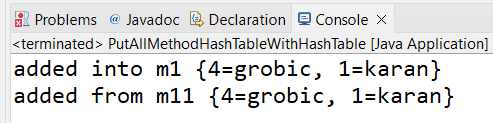 Problems @ Javadoc Declaration Console
<terminated> PutAllMethodHashTableWithHashTable [Java Application]
added into m1 {4=grobic, 1=karan}
added from m11 {4=grobic, 1=karan}